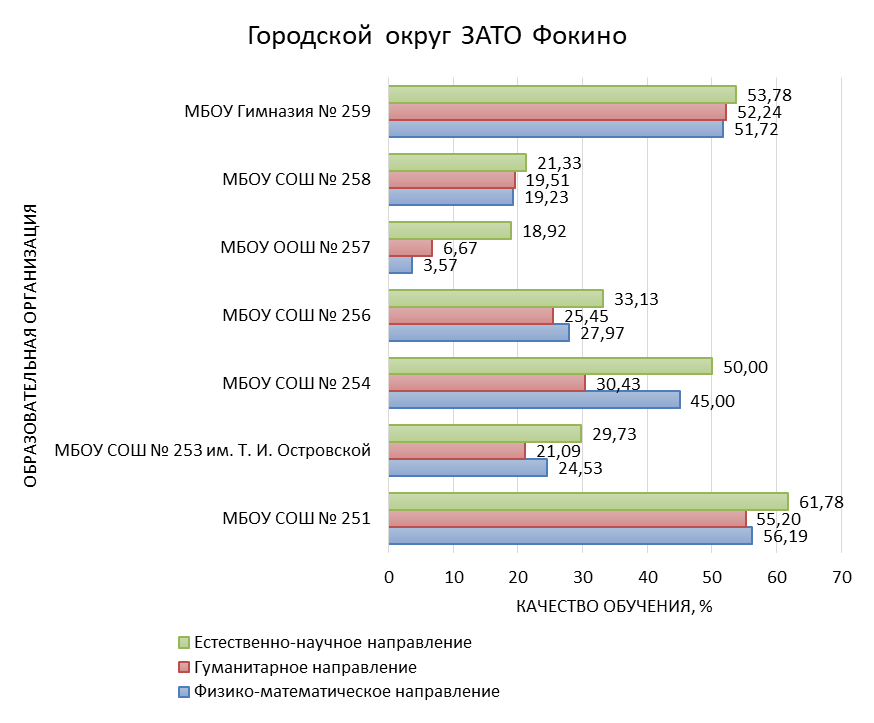 Городской округ ЗАТО Фокино
ОБРАЗОВАТЕЛЬНАЯ ОРГАНИЗАЦИЯ
МБОУ Гимназия № 259
53,78
52,24
51,72
МБОУ СОШ № 258
21,33
19,51
19,23
МБОУ ООШ № 257
18,92
6,67
3,57
МБОУ СОШ № 256
33,13
25,45
27,97
МБОУ СОШ № 254
50,00
30,43
45,00
МБОУ СОШ № 253 им. Т. И. Островской
29,73
21,09
24,53
МБОУ СОШ № 251
61,78
55,20
56,19
0 10 20 30 40 50 60 70
КАЧЕСТВО ОБУЧЕНИЯ, %
Естественно-научное направление
Гуманитарное направление
Физико-математическое направление